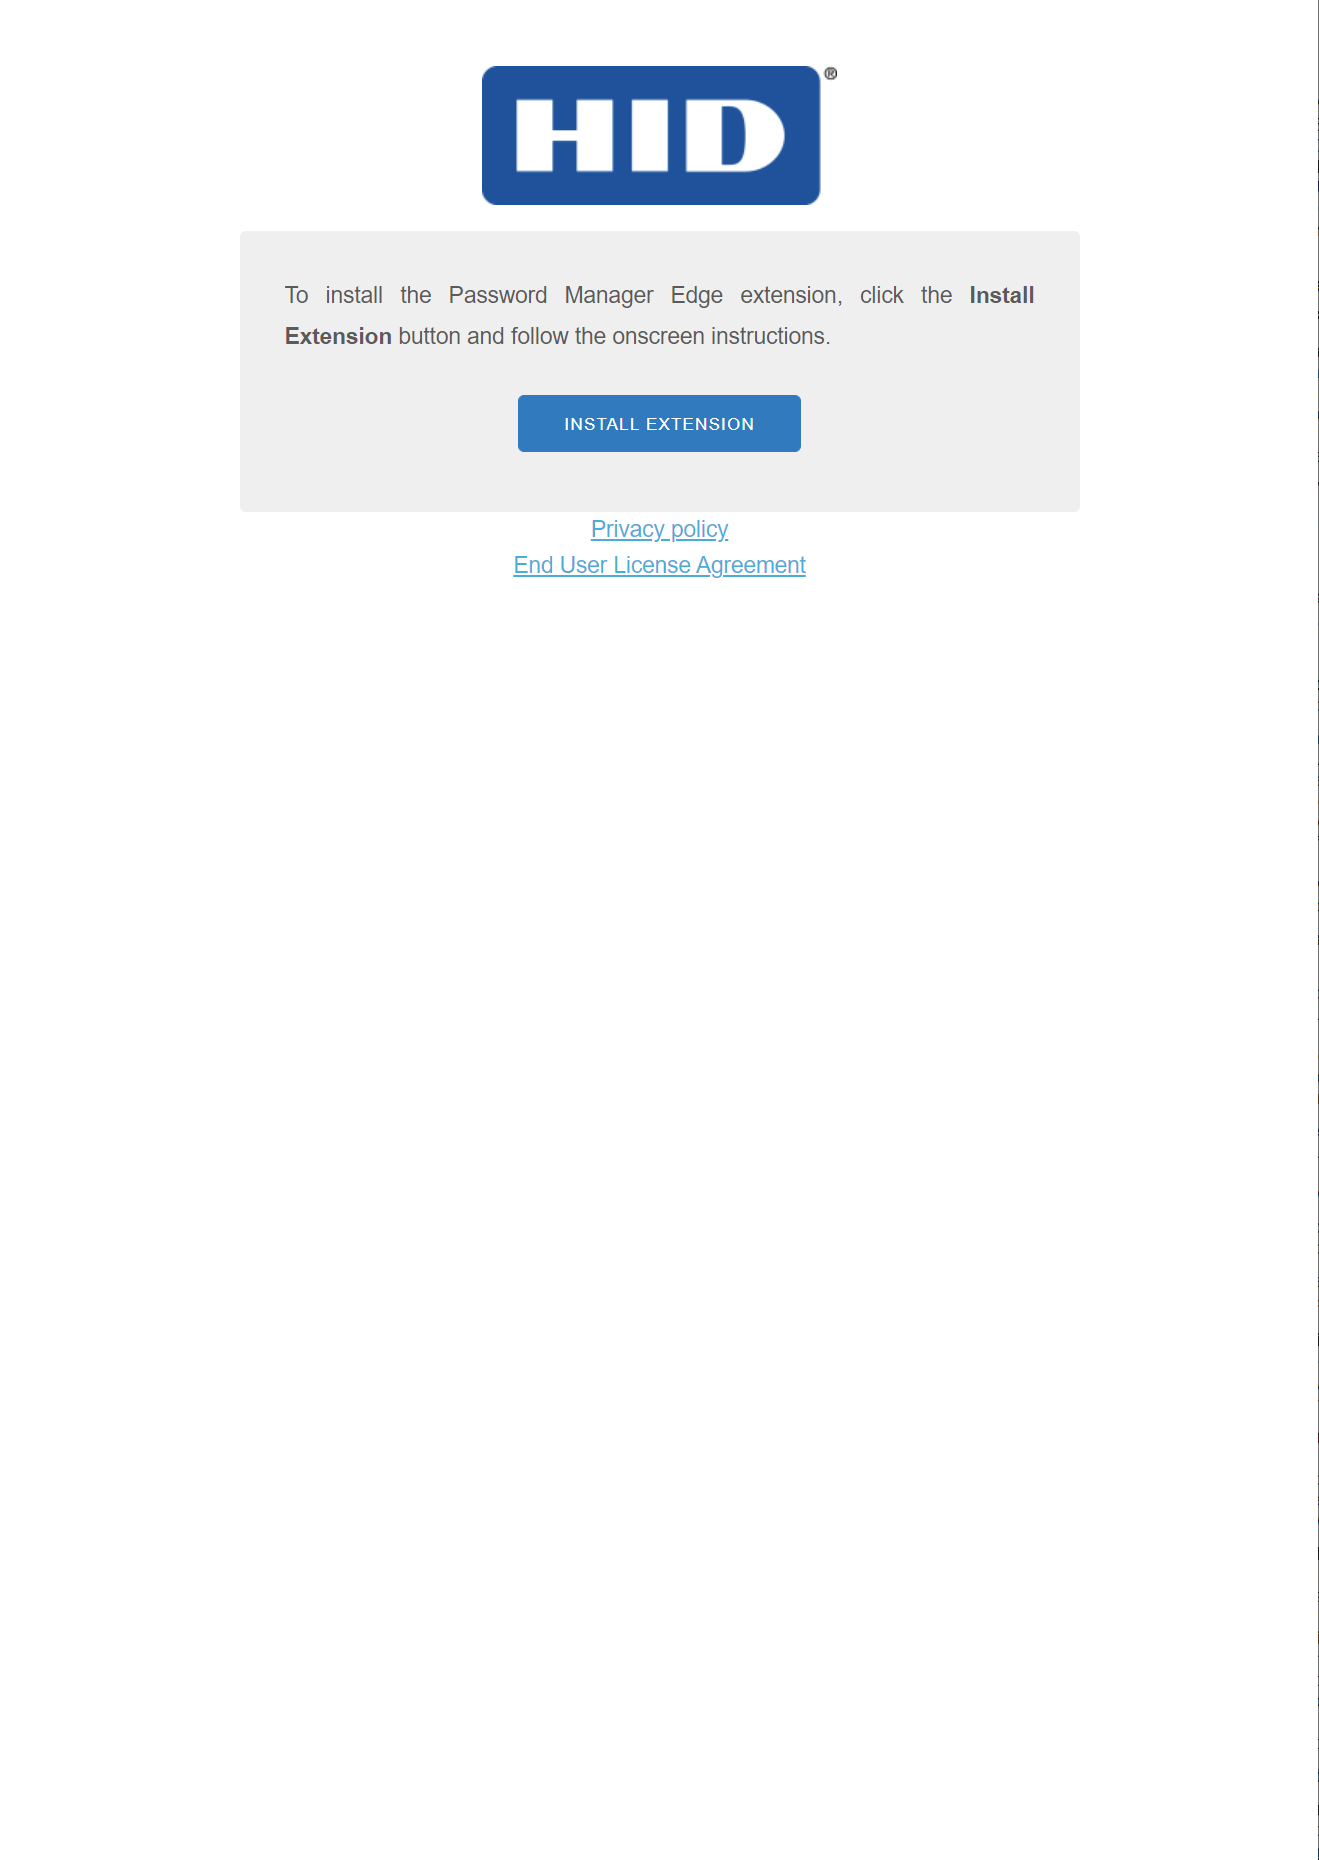 HID®
To install the Password Manager Edge extension, click the Install
Extension button and follow the onscreen instructions.
INSTALL EXTENSION
Privacy policy
End User License Agreement